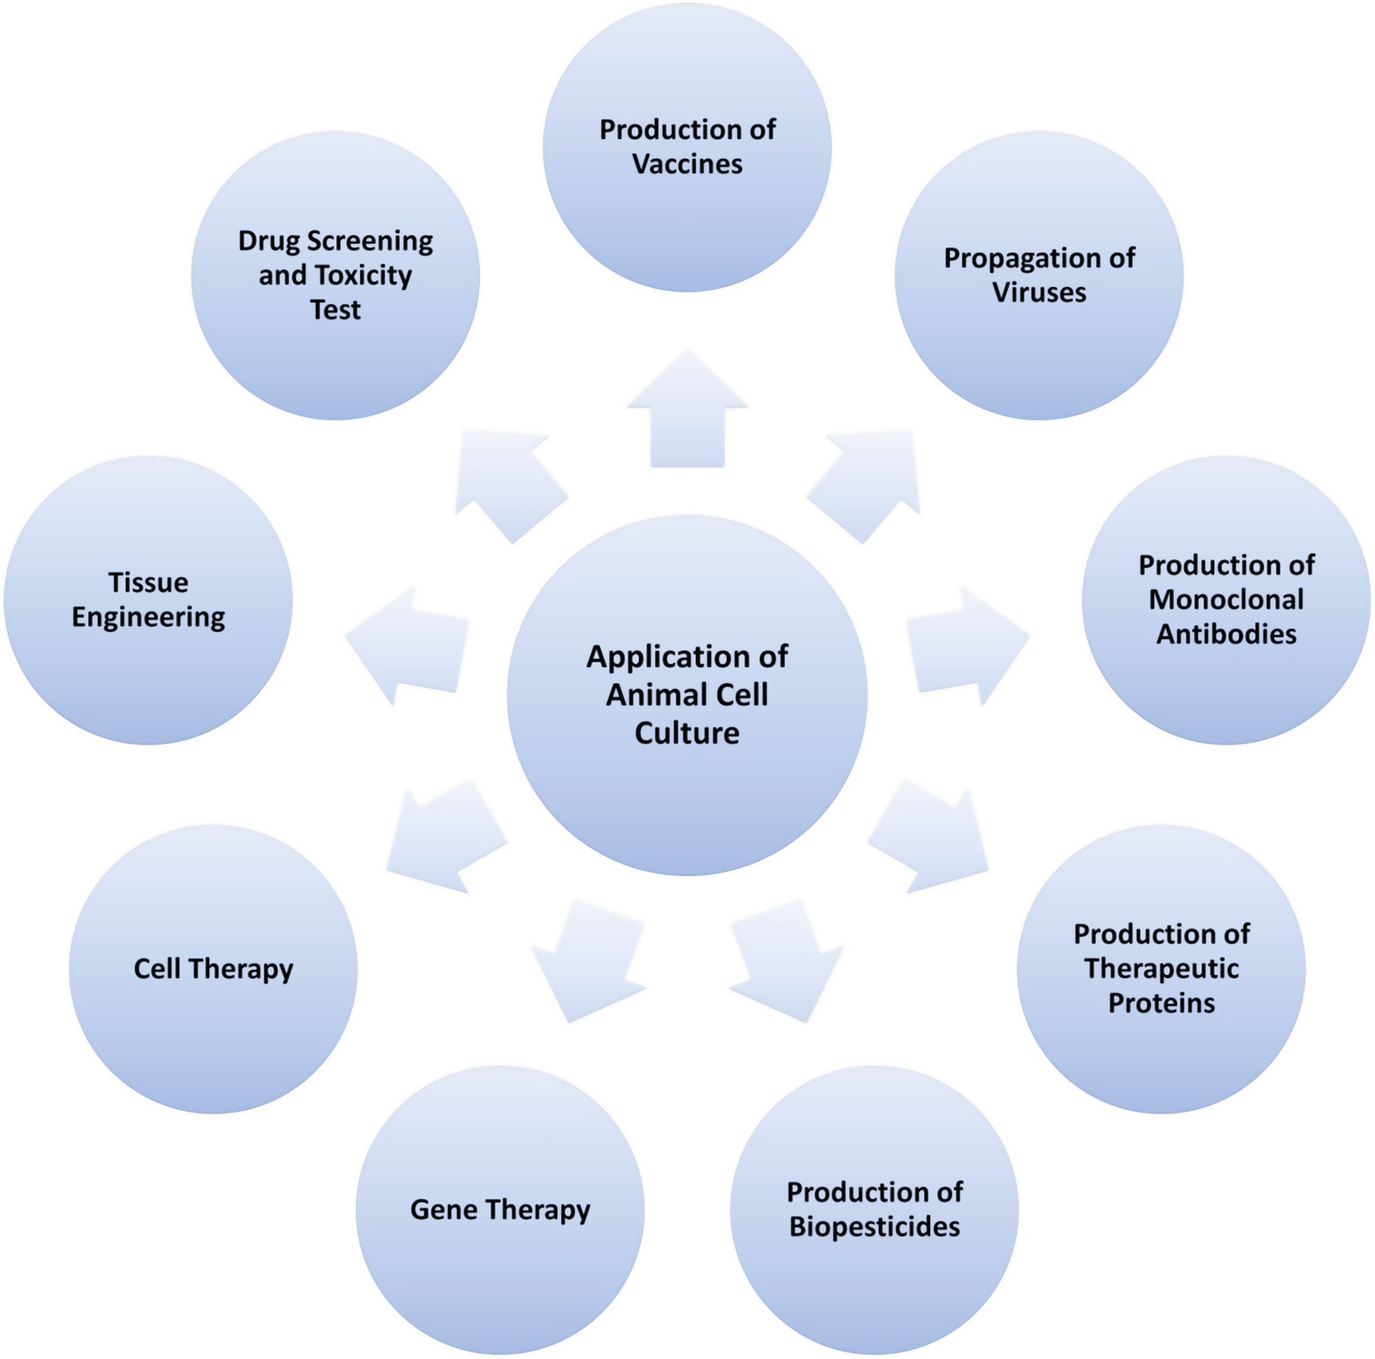 Production of
Vaccines
Propagation of
Viruses
Production of
Monoclonal
Antibodies
Production of
Therapeutic
Proteins
Production of
Biopesticides
Gene Therapy
Cell Therapy
Tissue
Engineering
Drug Screening
and Toxicity
Test
Application of
Animal Cell
Culture